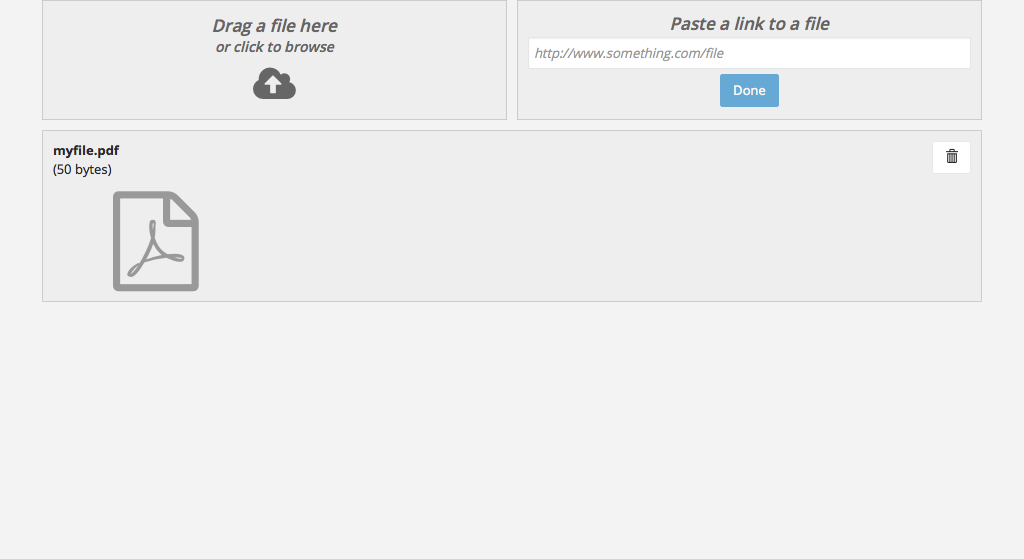 Drag a file here
or click to browse
Paste a link to a file
http://www.something.com/file
Done
myfile.pdf
(50 bytes)